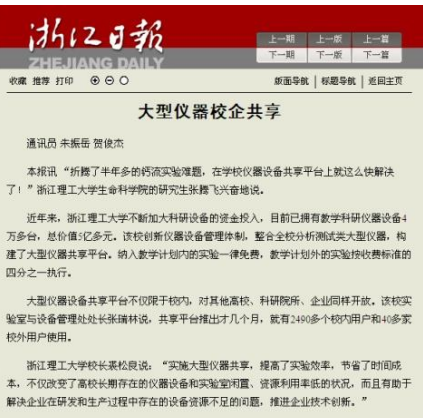 浙江日报
ZHEJIANG DAILY
上一期 上一版 上一篇
下一期 下一版 下一篇
收藏 推荐 打印 ⊕ ⊖ ○
版面导航 | 标题导航 | 返回主页
大型仪器校企共享
通讯员 朱振岳 贺俊杰
本报讯 “折腾了半年多的钙流实验难题，在学校仪器设备共享平台上就这么快解决
了！”浙江理工大学生命科学院的研究生张腾飞兴奋地说。
近年来，浙江理工大学不断加大科研设备的资金投入，目前已拥有教学科研仪器设备4
万多台，总价值5亿多元。该校创新仪器设备管理体制，整合全校分析测试类大型仪器，构
建了大型仪器共享平台。纳入教学计划内的实验一律免费，教学计划外的实验按收费标准的
四分之一执行。
大型仪器设备共享平台不仅限于校内，对其他高校、科研院所、企业同样开放。该校实
验室与设备管理处处长张瑞林说，共享平台推出才几个月，就有2490多个校内用户和40多家
校外用户使用。
浙江理工大学校长裘松良说：“实施大型仪器共享，提高了实验效率，节省了时间成
本，不仅改变了高校长期存在的仪器设备和实验室闲置、资源利用率低的状况，而且有助于
解决企业在研发和生产过程中存在的设备资源不足的问题，推进企业技术创新。”